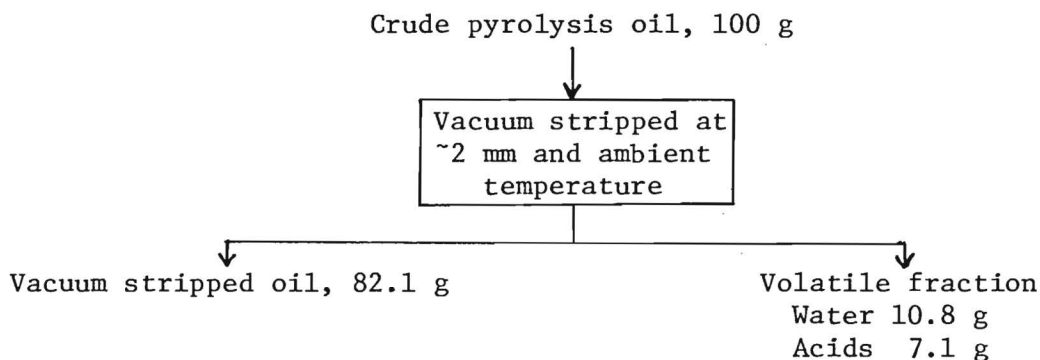 Crude pyrolysis oil, 100 g
Vacuum stripped at
~2 mm and ambient
temperature
Vacuum stripped oil, 82.1 g
Volatile fraction
Water 10.8 g
Acids 7.1 g